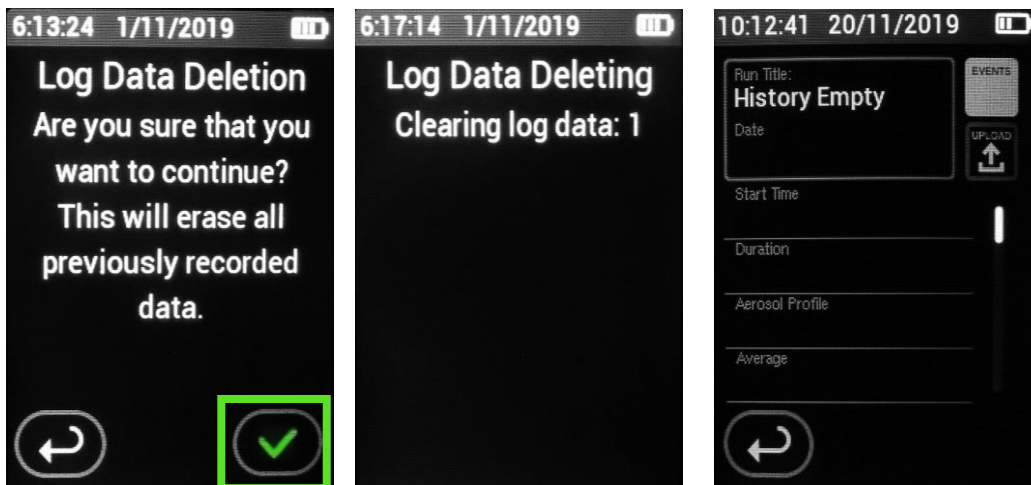 6:13:24 1/11/2019
Log Data Deletion
Are you sure that you
want to continue?
This will erase all
previously recorded
data.
6:17:14 1/11/2019
Log Data Deleting
Clearing log data: 1
10:12:41 20/11/2019
Run Title:
History Empty
Date
EVENTS
UPLOAD
Start Time
Duration
Aerosol Profile
Average